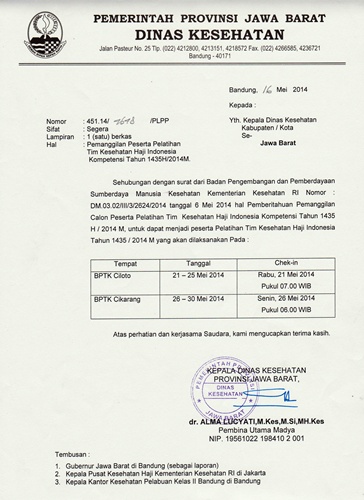 PEMERINTAH PROVINSI JAWA BARAT
DINAS KESEHATAN
Jalan Pasteur No. 25 Tlp. (022) 4212800, 4213151, 4218572 Fax. (022) 4266585, 4236721
Bandung - 40171
Bandung, 16 Mei 2014
Kepada :
Nomor : 451.14/ /PLPP
Sifat : Segera
Lampiran : 1 (satu) berkas
Hal : Pemanggilan Peserta Pelatihan
Tim Kesehatan Haji Indonesia
Kompetensi Tahun 1435H/2014M.
Yth. Kepala Dinas Kesehatan
Kabupaten / Kota
Se-
Jawa Barat
Sehubungan dengan surat dari Badan Pengembangan dan Pemberdayaan
Sumberdaya Manusia Kesehatan Kementerian Kesehatan RI Nomor :
DM.03.02/III/3/2624/2014 tanggal 6 Mei 2014 hal Pemberitahuan Pemanggilan
Calon Peserta Pelatihan Tim Kesehatan Haji Indonesia Kompetensi Tahun 1435
H / 2014 M, untuk dapat menjadi peserta Pelatihan Tim Kesehatan Haji Indonesia
Tahun 1435 / 2014 M yang akan dilaksanakan Pada :
Tempat Tanggal Chek-in
BPTK Ciloto 21 – 25 Mei 2014 Rabu, 21 Mei 2014
Pukul 07.00 WIB
BPTK Cikarang 26 – 30 Mei 2014 Senin, 26 Mei 2014
Pukul 06.00 WIB
Atas perhatian dan kerjasama Saudara, kami mengucapkan terima kasih.
KEPALA DINAS KESEHATAN
PROVINSI JAWA BARAT,
PEMERINTAH PROVINSI
DINAS
KESEHATAN
JAWA BARAT
dr. ALMA LUCYATI,M.Kes,M.Si,MH.Kes
Pembina Utama Madya
NIP. 19561022 198410 2 001
Tembusan :
1. Gubernur Jawa Barat di Bandung (sebagai laporan)
2. Kepala Pusat Kesehatan Haji Kementerian Kesehatan RI di Jakarta
3. Kepala Kantor Kesehatan Pelabuan Kelas II Bandung di Bandung